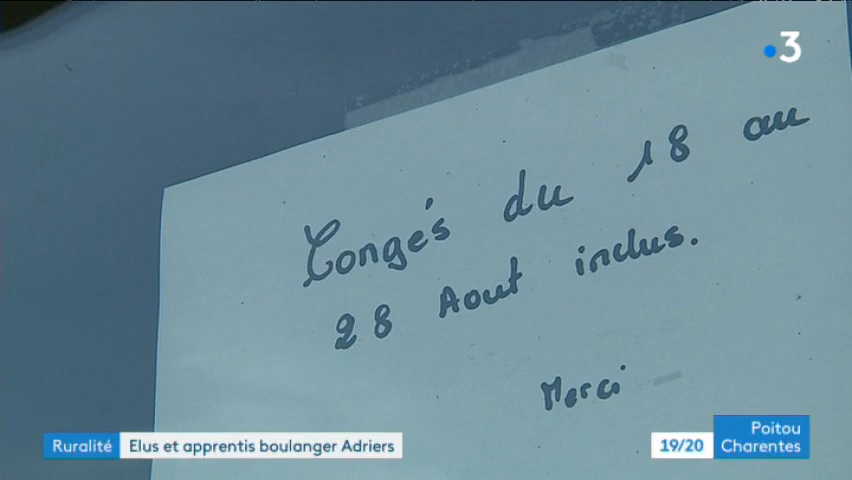 3
Congés du 18 au
28 Aout inclus.
Merci
Ruralité
Elus et apprentis boulanger Adriers
19/20
Poitou
Charentes